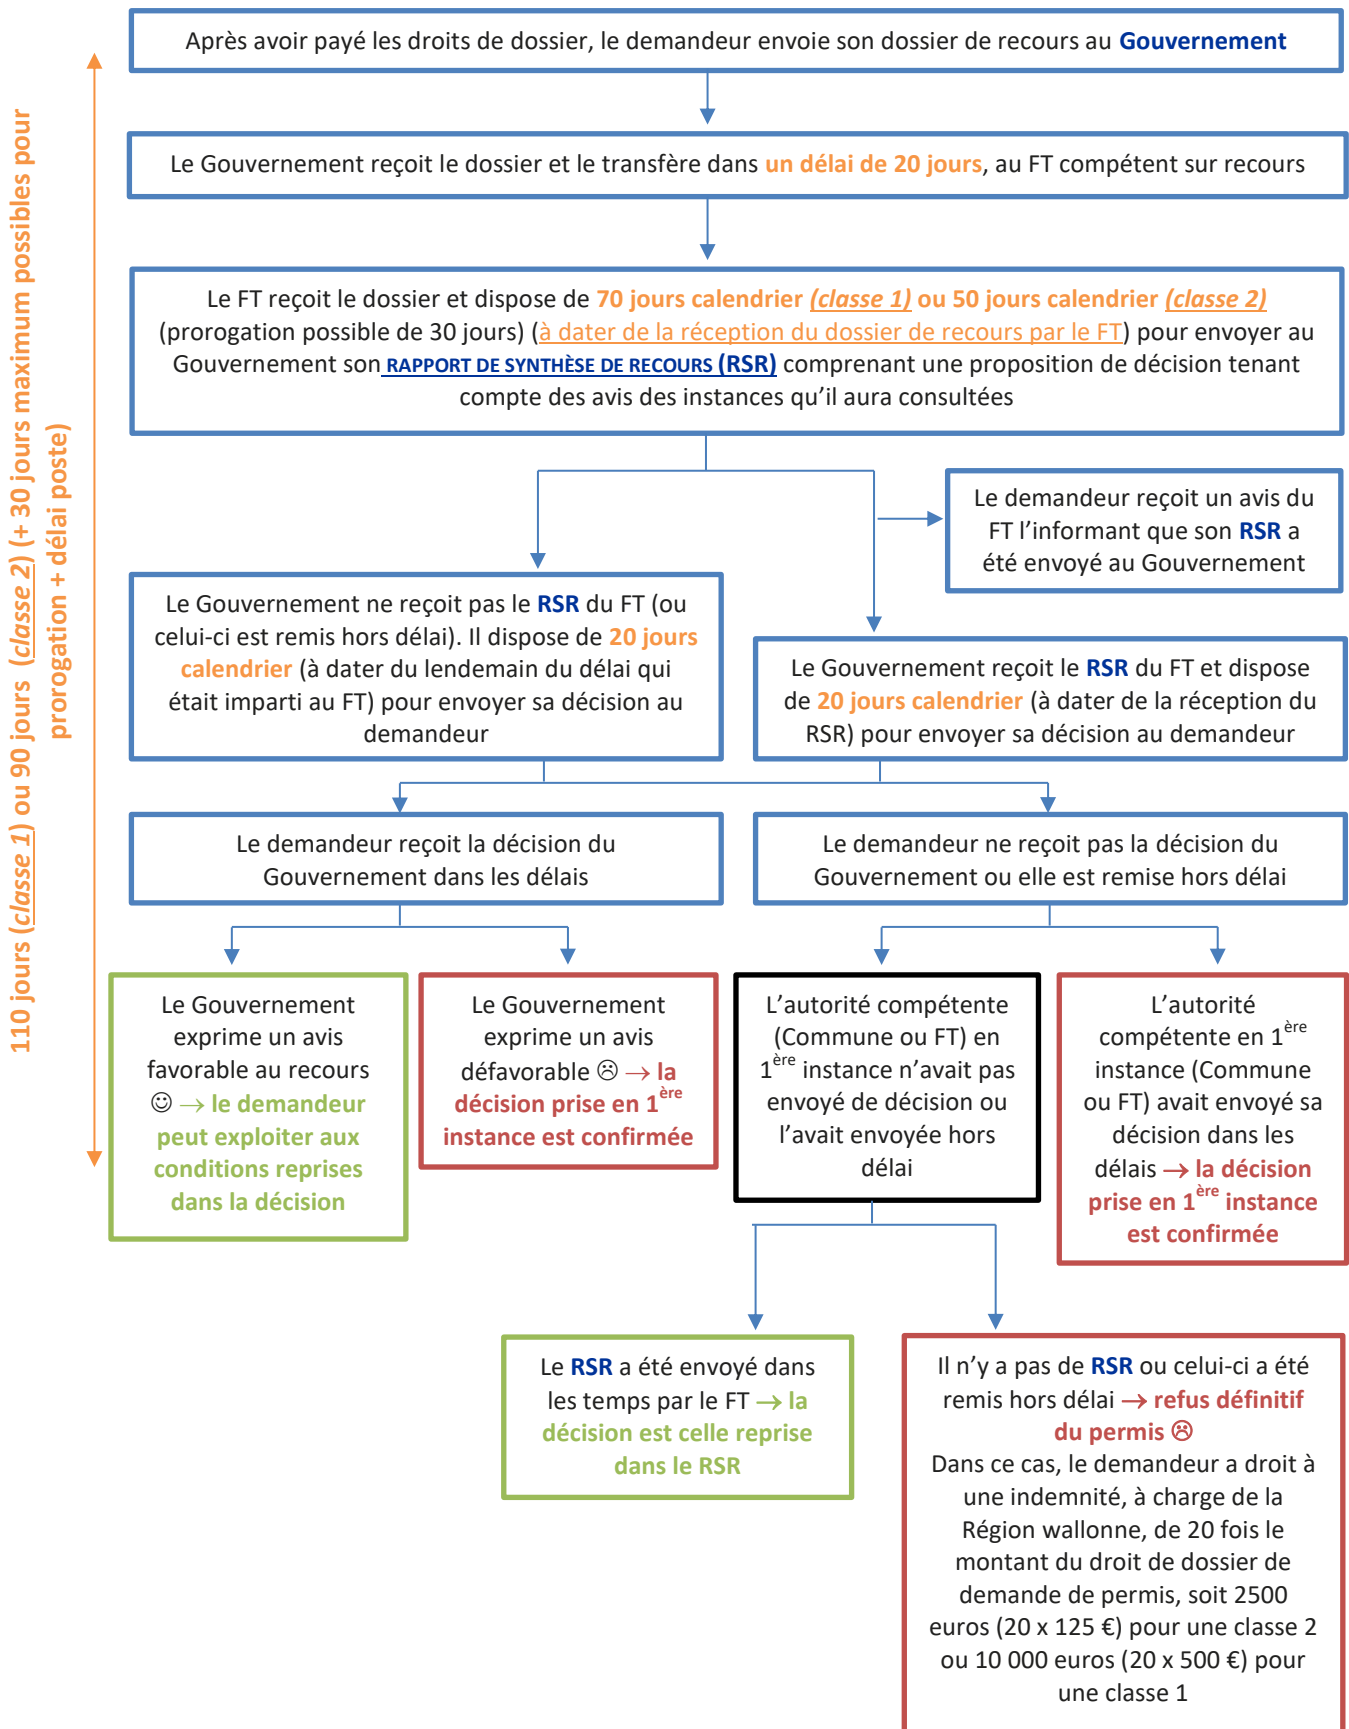 Après avoir payé les droits de dossier, le demandeur envoie son dossier de recours au Gouvernement
Le Gouvernement reçoit le dossier et le transfère dans un délai de 20 jours, au FT compétent sur recours
110 jours (classe 1) ou 90 jours (classe 2) (+ 30 jours maximum possibles pour
prorogation + délai poste)
Le FT reçoit le dossier et dispose de 70 jours calendrier (classe 1) ou 50 jours calendrier (classe 2)
(prorogation possible de 30 jours) (à dater de la réception du dossier de recours par le FT) pour envoyer au
Gouvernement son RAPPORT DE SYNTHÈSE DE RECOURS (RSR) comprenant une proposition de décision tenant
compte des avis des instances qu’il aura consultées
Le demandeur reçoit un avis du
FT l’informant que son RSR a
été envoyé au Gouvernement
Le Gouvernement ne reçoit pas le RSR du FT (ou
celui-ci est remis hors délai). Il dispose de 20 jours
calendrier (à dater du lendemain du délai qui
était imparti au FT) pour envoyer sa décision au
demandeur
Le Gouvernement reçoit le RSR du FT et dispose
de 20 jours calendrier (à dater de la réception du
RSR) pour envoyer sa décision au demandeur
Le demandeur reçoit la décision du
Gouvernement dans les délais
Le demandeur ne reçoit pas la décision du
Gouvernement ou elle est remise hors délai
Le Gouvernement
exprime un avis
favorable au recours
☺ → le demandeur
peut exploiter aux
conditions reprises
dans la décision
Le Gouvernement
exprime un avis
défavorable ☹ → la
décision prise en 1ère
instance est confirmée
L’autorité compétente
(Commune ou FT) en
1ère instance n’avait pas
envoyé de décision ou
l’avait envoyée hors
délai
L’autorité
compétente en 1ère
instance (Commune
ou FT) avait envoyé sa
décision dans les
délais → la décision
prise en 1ère instance
est confirmée
Le RSR a été envoyé dans
les temps par le FT → la
décision est celle reprise
dans le RSR
Il n’y a pas de RSR ou celui-ci a été
remis hors délai → refus définitif
du permis ☹
Dans ce cas, le demandeur a droit à
une indemnité, à charge de la
Région wallonne, de 20 fois le
montant du droit de dossier de
demande de permis, soit 2500
euros (20 x 125 €) pour une classe 2
ou 10 000 euros (20 x 500 €) pour
une classe 1